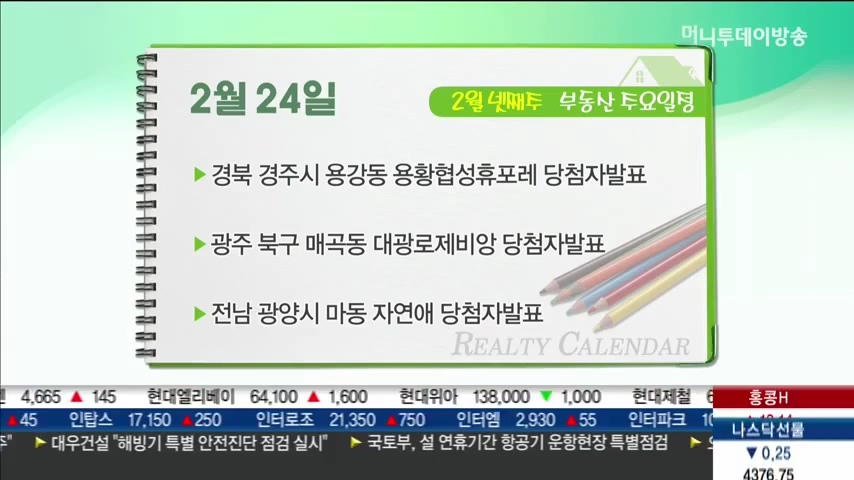 머니투데이방송
2월 24일
2월 넷째주 부동산 주요일정
▶경북 경주시 용강동 용황협성휴포레 당첨자발표
▶광주 북구 매곡동 대광로제비앙 당첨자발표
▶전남 광양시 마동 자연애 당첨자발표
REALTY CALENDAR
4,665 ▲ 145 현대엘리베이 64,100 ▲ 1,600 현대위아 138,000 ▼ 1,000 현대제철
홍콩H
▲45 인탑스 17,150 ▲250 인터로조 21,350 ▲750 인터엠 2,930 ▲55 인터파크
나스닥선물
▶ 대우건설 "해빙기 특별 안전진단 점검 실시" ▶ 국토부, 설 연휴기간 항공기 운항현장 특별점검 ▶
▼ 0,25
4376,75